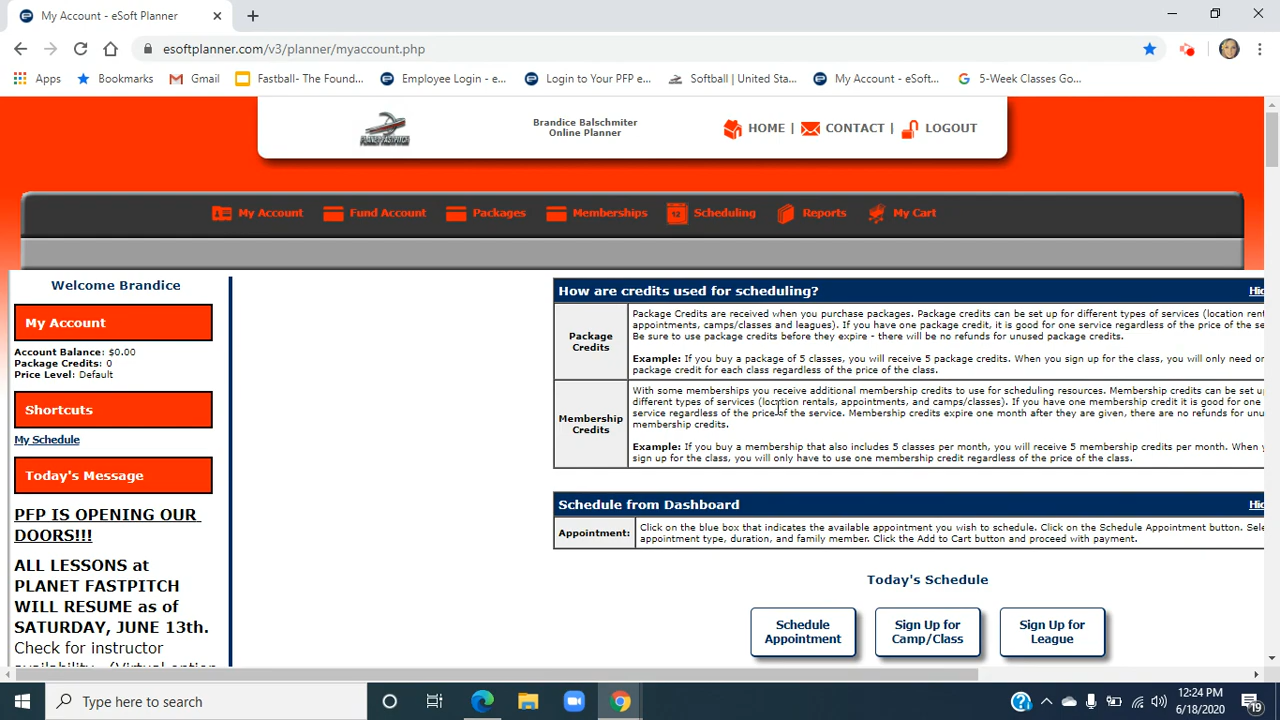 My Account - eSoft Planner
esoftplanner.com/v3/planner/myaccount.php
Apps Bookmarks Gmail Fastball- The Foun... Employee Login - e... Login to Your PFP e... Softball | United Sta... My Account - eSoft... 5-Week Classes Go...
PLANET FASTPITCH
Brandice Balschmiter
Online Planner
HOME | CONTACT | LOGOUT
My Account Fund Account Packages Memberships 12 Scheduling Reports My Cart
Welcome Brandice
My Account
Account Balance: $0.00
Package Credits: 0
Price Level: Default
Shortcuts
My Schedule
Today's Message
PFP IS OPENING OUR
DOORS!!!
ALL LESSONS at
PLANET FASTPITCH
WILL RESUME as of
SATURDAY, JUNE 13th.
Check for instructor
availability. (Virtual option
How are credits used for scheduling? Hid
Package
Credits
Package Credits are received when you purchase packages. Package credits can be set up for different types of services (location rent
appointments, camps/classes and leagues). If you have one package credit, it is good for one service regardless of the price of the se
Be sure to use package credits before they expire - there will be no refunds for unused package credits.
Example: If you buy a package of 5 classes, you will receive 5 package credits. When you sign up for the class, you will only need on
package credit for each class regardless of the price of the class.
Membership
Credits
With some memberships you receive additional membership credits to use for scheduling resources. Membership credits can be set up
different types of services (location rentals, appointments, and camps/classes). If you have one membership credit it is good for one
service regardless of the price of the service. Membership credits expire one month after they are given, there are no refunds for unu
membership credits.
Example: If you buy a membership that also includes 5 classes per month, you will receive 5 membership credits per month. When y
sign up for the class, you will only have to use one membership credit regardless of the price of the class.
Schedule from Dashboard Hid
Appointment:
Click on the blue box that indicates the available appointment you wish to schedule. Click on the Schedule Appointment button. Sele
appointment type, duration, and family member. Click the Add to Cart button and proceed with payment.
Today's Schedule
Schedule
Appointment
Sign Up for
Camp/Class
Sign Up for
League
Type here to search
12:24 PM
6/18/2020
19